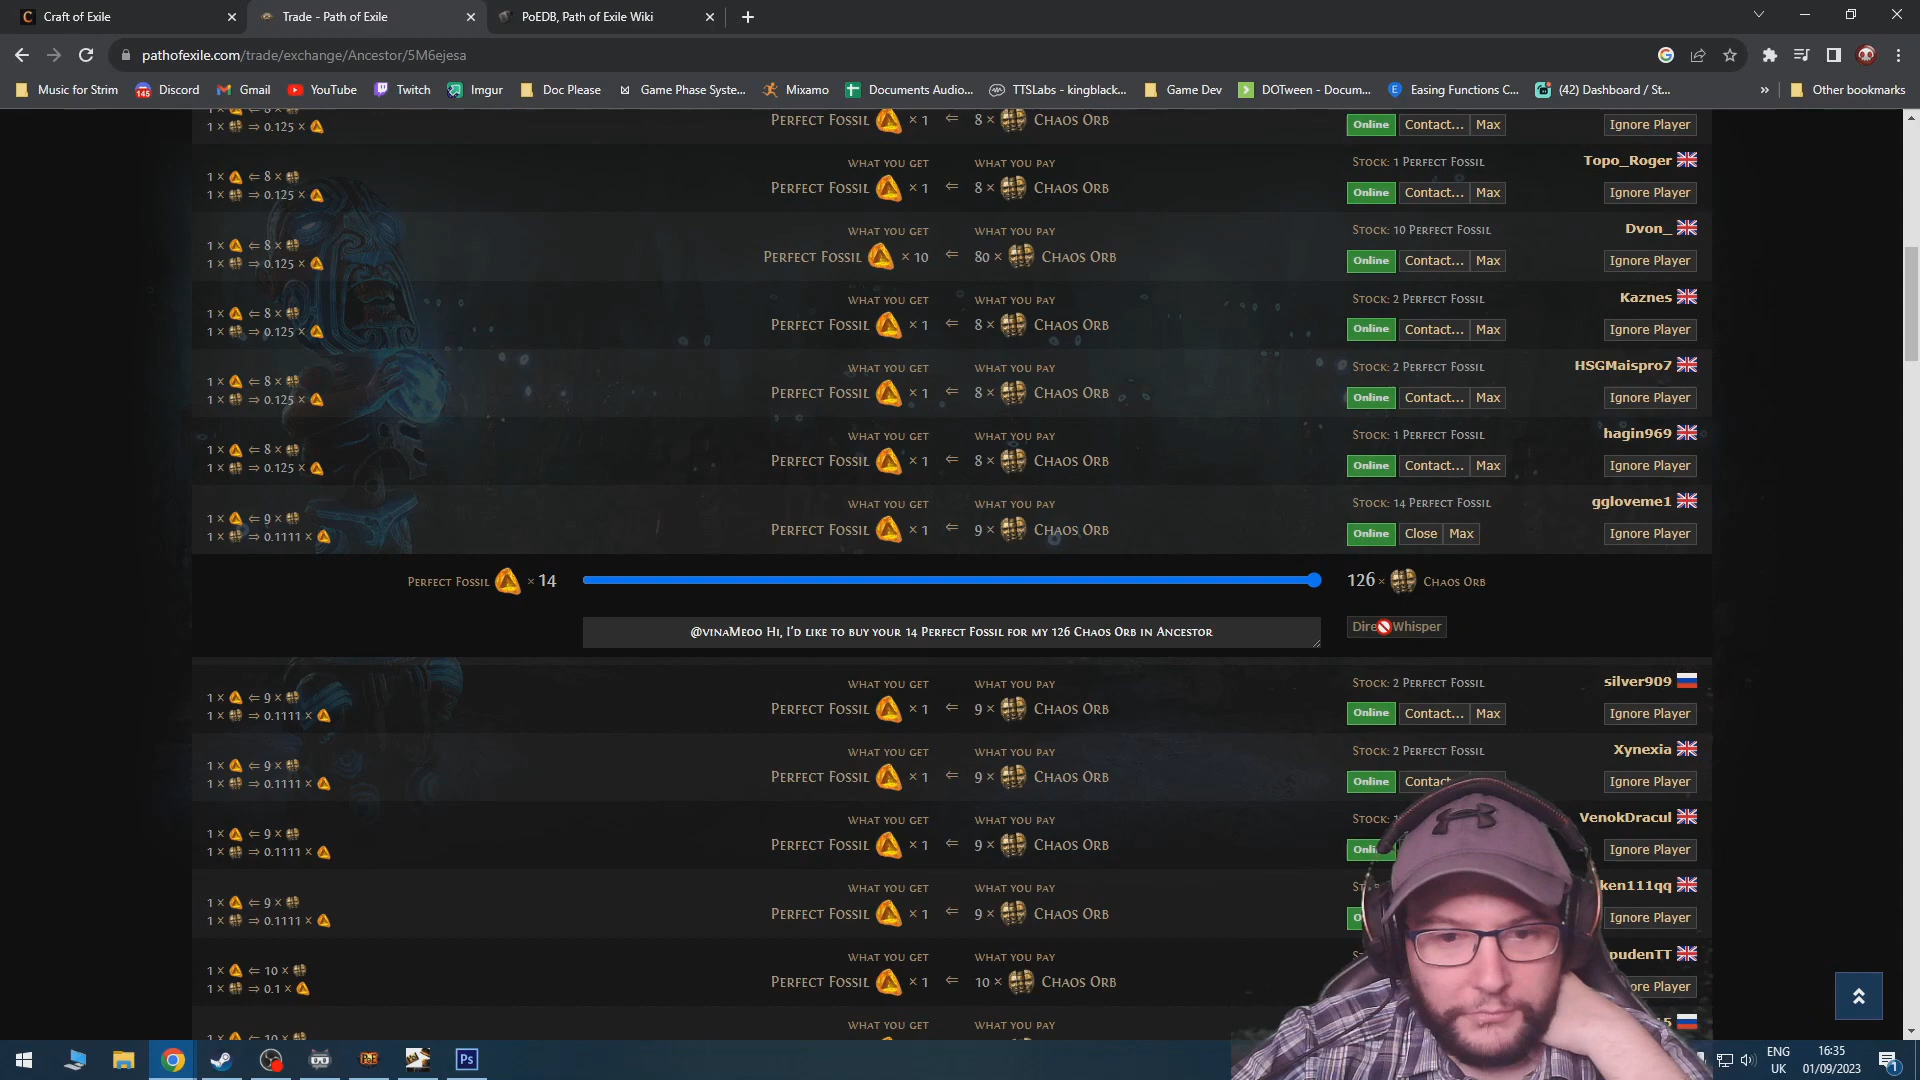 Craft of Exile
Trade - Path of Exile
PoEDB, Path of Exile Wiki
pathofexile.com/trade/exchange/Ancestor/5M6ejesa
Music for Strim
145
Discord
Gmail
YouTube
Twitch
Imgur
Doc Please
Game Phase Syste...
Mixamo
Documents Audio...
TTSLabs - kingblack...
Game Dev
DOTween - Docum...
Easing Functions C...
(42) Dashboard / St...
»
Other bookmarks
1 × ⇒ 0.125 ×
Perfect Fossil × 1 ⇐ 8 × Chaos Orb
Online Contact... Max Ignore Player
What you get What you pay
Stock: 1 Perfect Fossil Topo_Roger
1 × ⇐ 8 ×
1 × ⇒ 0.125 ×
Perfect Fossil × 1 ⇐ 8 × Chaos Orb
Online Contact... Max Ignore Player
What you get What you pay
Stock: 10 Perfect Fossil Dvon_
1 × ⇐ 8 ×
1 × ⇒ 0.125 ×
Perfect Fossil × 10 ⇐ 80 × Chaos Orb
Online Contact... Max Ignore Player
What you get What you pay
Stock: 2 Perfect Fossil Kaznes
1 × ⇐ 8 ×
1 × ⇒ 0.125 ×
Perfect Fossil × 1 ⇐ 8 × Chaos Orb
Online Contact... Max Ignore Player
What you get What you pay
Stock: 2 Perfect Fossil HSGMaispro7
1 × ⇐ 8 ×
1 × ⇒ 0.125 ×
Perfect Fossil × 1 ⇐ 8 × Chaos Orb
Online Contact... Max Ignore Player
What you get What you pay
Stock: 1 Perfect Fossil hagin969
1 × ⇐ 8 ×
1 × ⇒ 0.125 ×
Perfect Fossil × 1 ⇐ 8 × Chaos Orb
Online Contact... Max Ignore Player
What you get What you pay
Stock: 14 Perfect Fossil ggloveme1
1 × ⇐ 9 ×
1 × ⇒ 0.1111 ×
Perfect Fossil × 1 ⇐ 9 × Chaos Orb
Online Close Max Ignore Player
Perfect Fossil × 14 126 × Chaos Orb
@vinaMeoo Hi, I'd like to buy your 14 Perfect Fossil for my 126 Chaos Orb in Ancestor
Whisper
What you get What you pay
Stock: 2 Perfect Fossil silver909
1 × ⇐ 9 ×
1 × ⇒ 0.1111 ×
Perfect Fossil × 1 ⇐ 9 × Chaos Orb
Online Contact... Max Ignore Player
What you get What you pay
Stock: 2 Perfect Fossil Xynexia
1 × ⇐ 9 ×
1 × ⇒ 0.1111 ×
Perfect Fossil × 1 ⇐ 9 × Chaos Orb
Online Ignore Player
What you get What you pay
VenokDracul
1 × ⇐ 9 ×
1 × ⇒ 0.1111 ×
Perfect Fossil × 1 ⇐ 9 × Chaos Orb
Ignore Player
What you get What you pay
ken111qq
1 × ⇐ 9 ×
1 × ⇒ 0.1111 ×
Perfect Fossil × 1 ⇐ 9 × Chaos Orb
Ignore Player
What you get What you pay
pudenTT
1 × ⇐ 10 ×
1 × ⇒ 0.1 ×
Perfect Fossil × 1 ⇐ 10 × Chaos Orb
Player
What you get What you pay
PoE
Ps
ENG
UK
16:35
01/09/2023
1